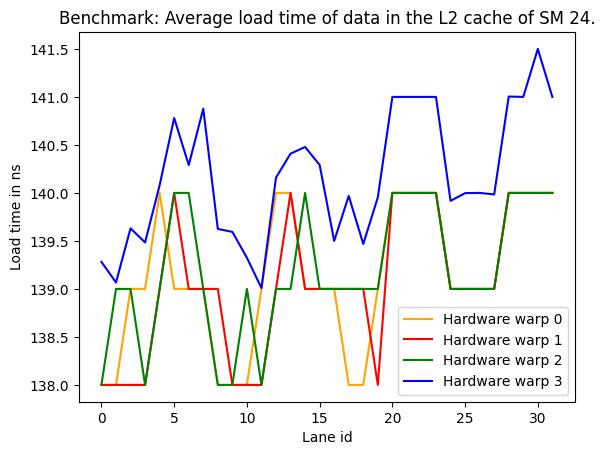 Benchmark: Average load time of data in the L2 cache of SM 24.
Load time in ns
141.5
141.0
140.5
140.0
139.5
139.0
138.5
138.0
Hardware warp 0
Hardware warp 1
Hardware warp 2
Hardware warp 3
0 5 10 15 20 25 30
Lane id